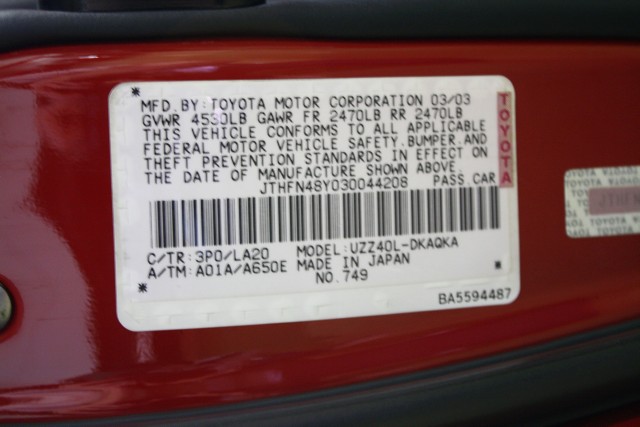 MFD.BY:TOYOTA MOTOR CORPORATION 03/03
GVWR 4530LB GAWR FR 2470LB RR 2470LB
THIS VEHICLE CONFORMS TO ALL APPLICABLE
FEDERAL MOTOR VEHICLE SAFETY,BUMPER,AND
THEFT PREVENTION STANDARDS IN EFFECT ON
THE DATE OF MANUFACTURE SHOWN ABOVE.
JTHFN48Y030044208 PASS.CAR
TOYOTA
C/TR:3P0/LA20 MODEL:UZZ40L-DKAQKA
A/TM:A01A/A650E MADE IN JAPAN
NO.749
BA5594487
TOYOTA